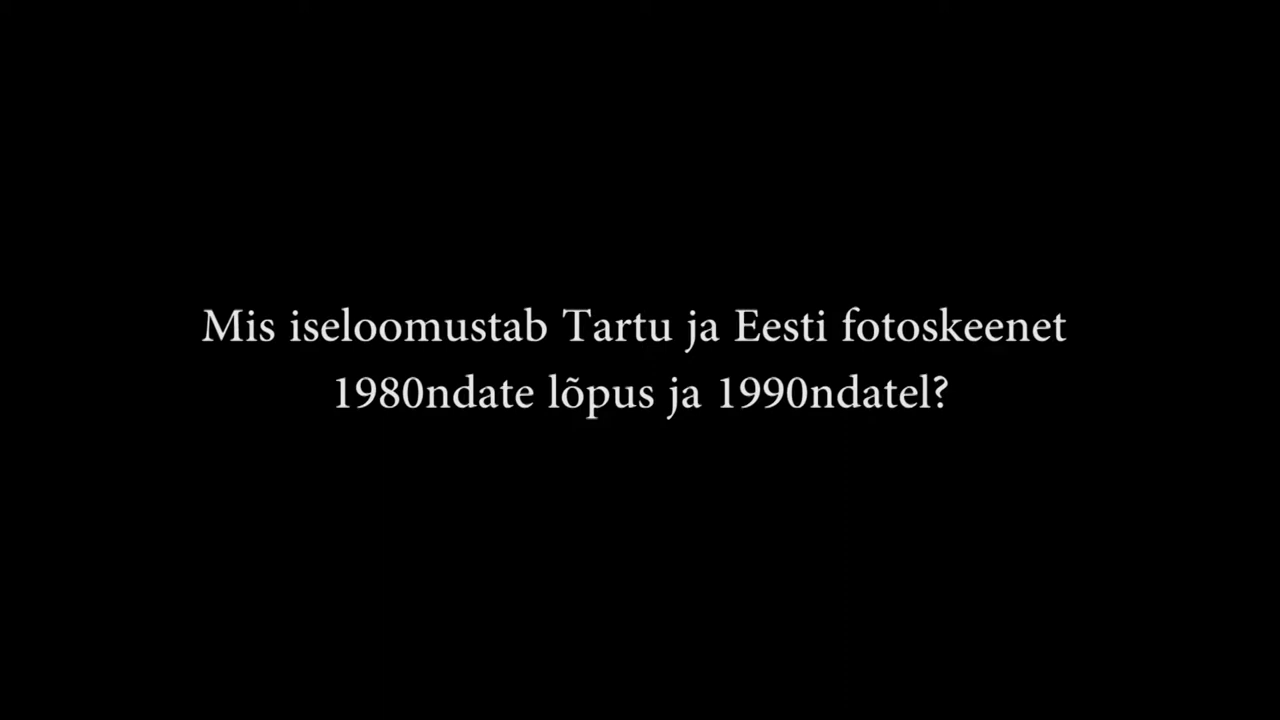 Mis iseloomustab Tartu ja Eesti fotoskeenet
1980ndate lõpus ja 1990ndatel?